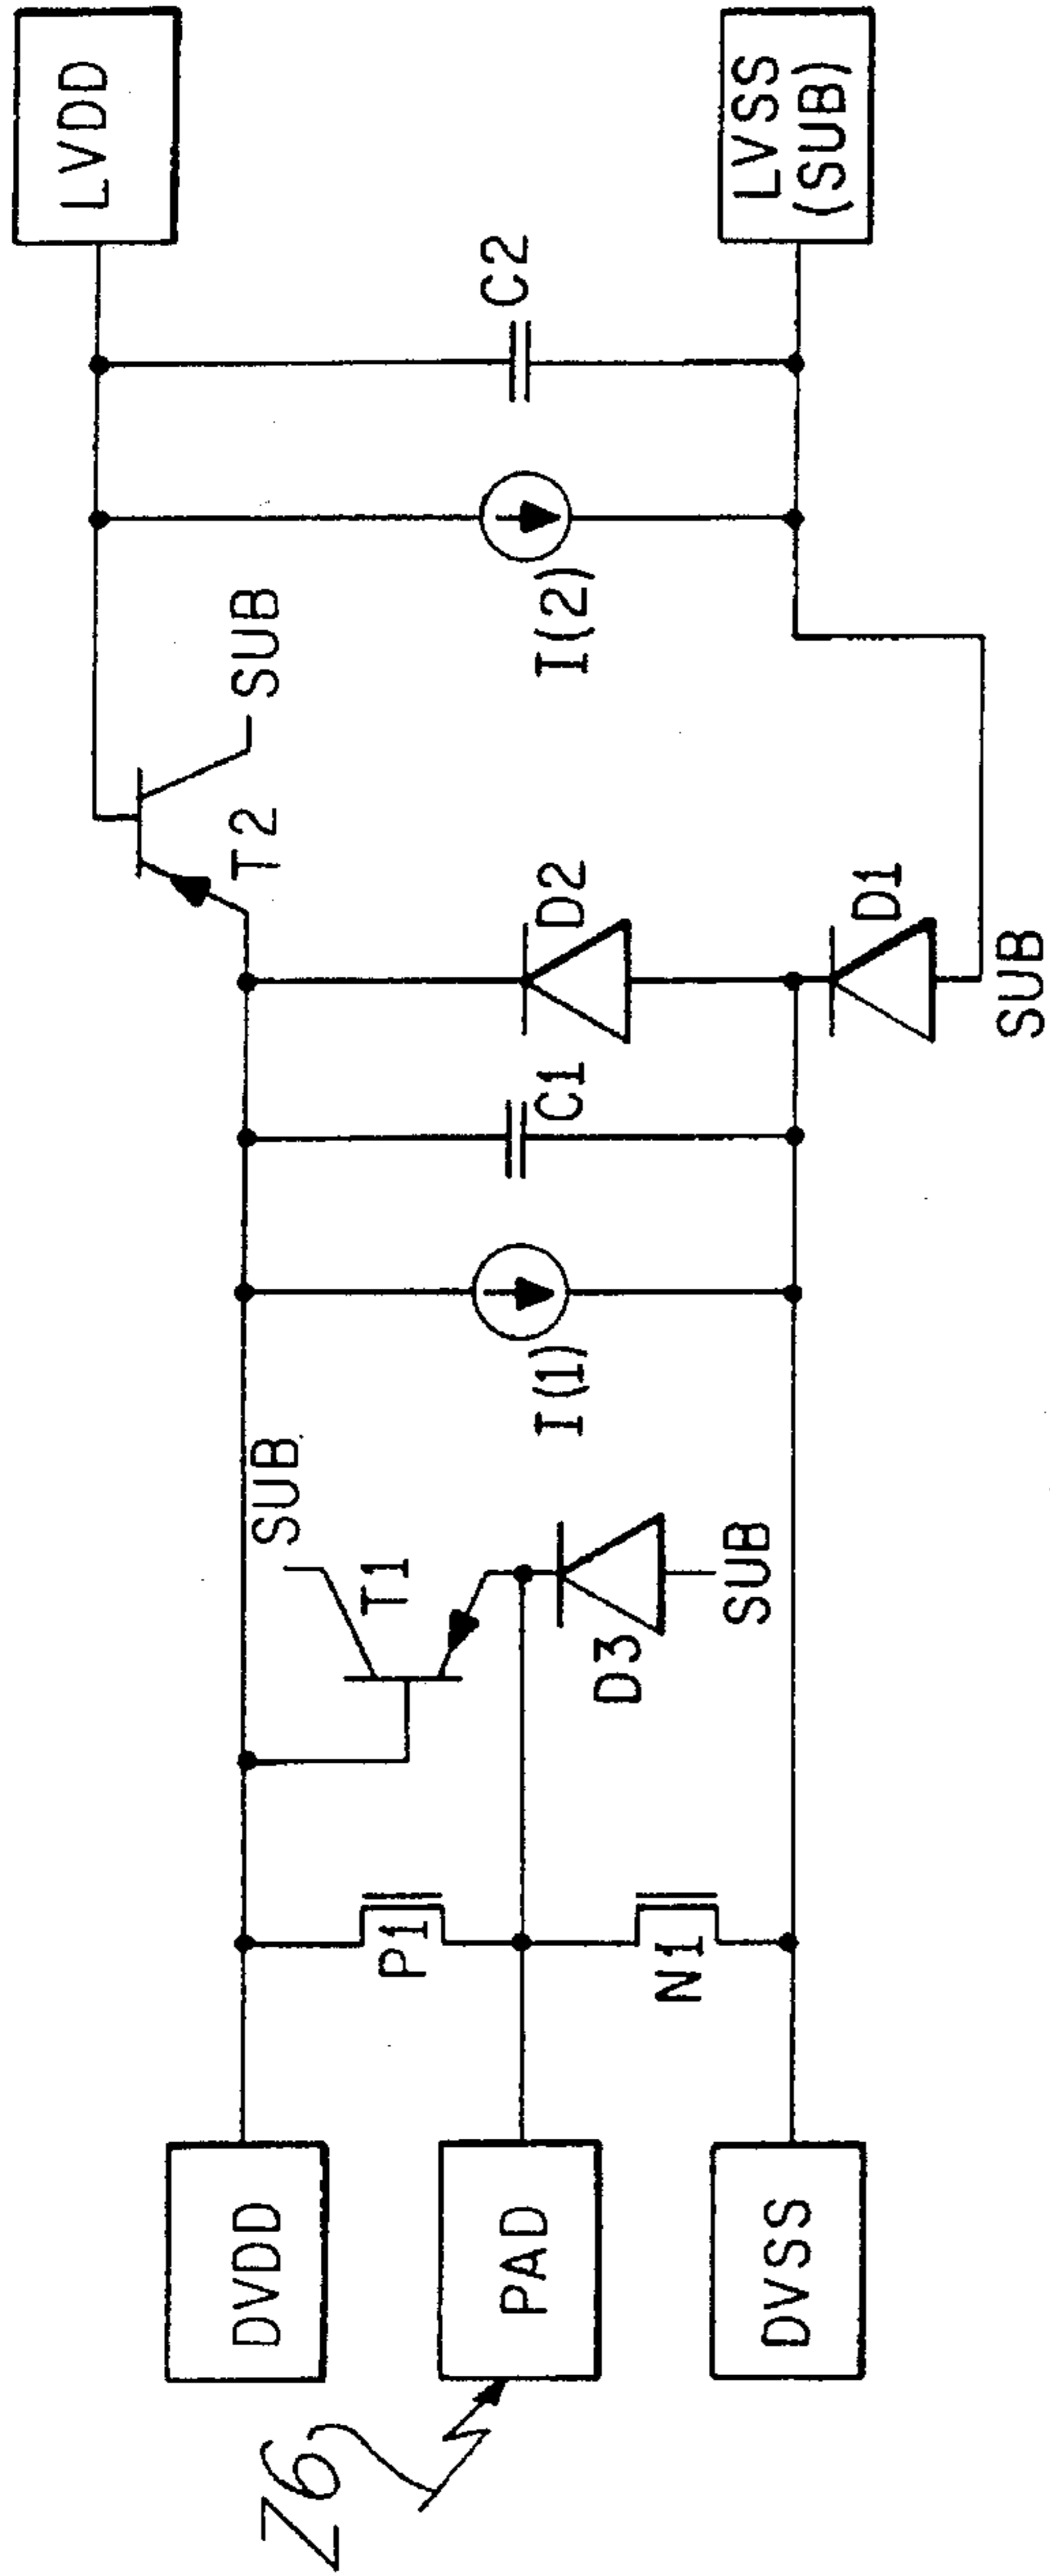 LVDD
LVSS
(SUB)
C2
I(2)
SUB
T2
D2
D1
SUB
C1
I(1)
SUB
T1
D3
SUB
P1
N1
DVDD
PAD
DVSS
Z6